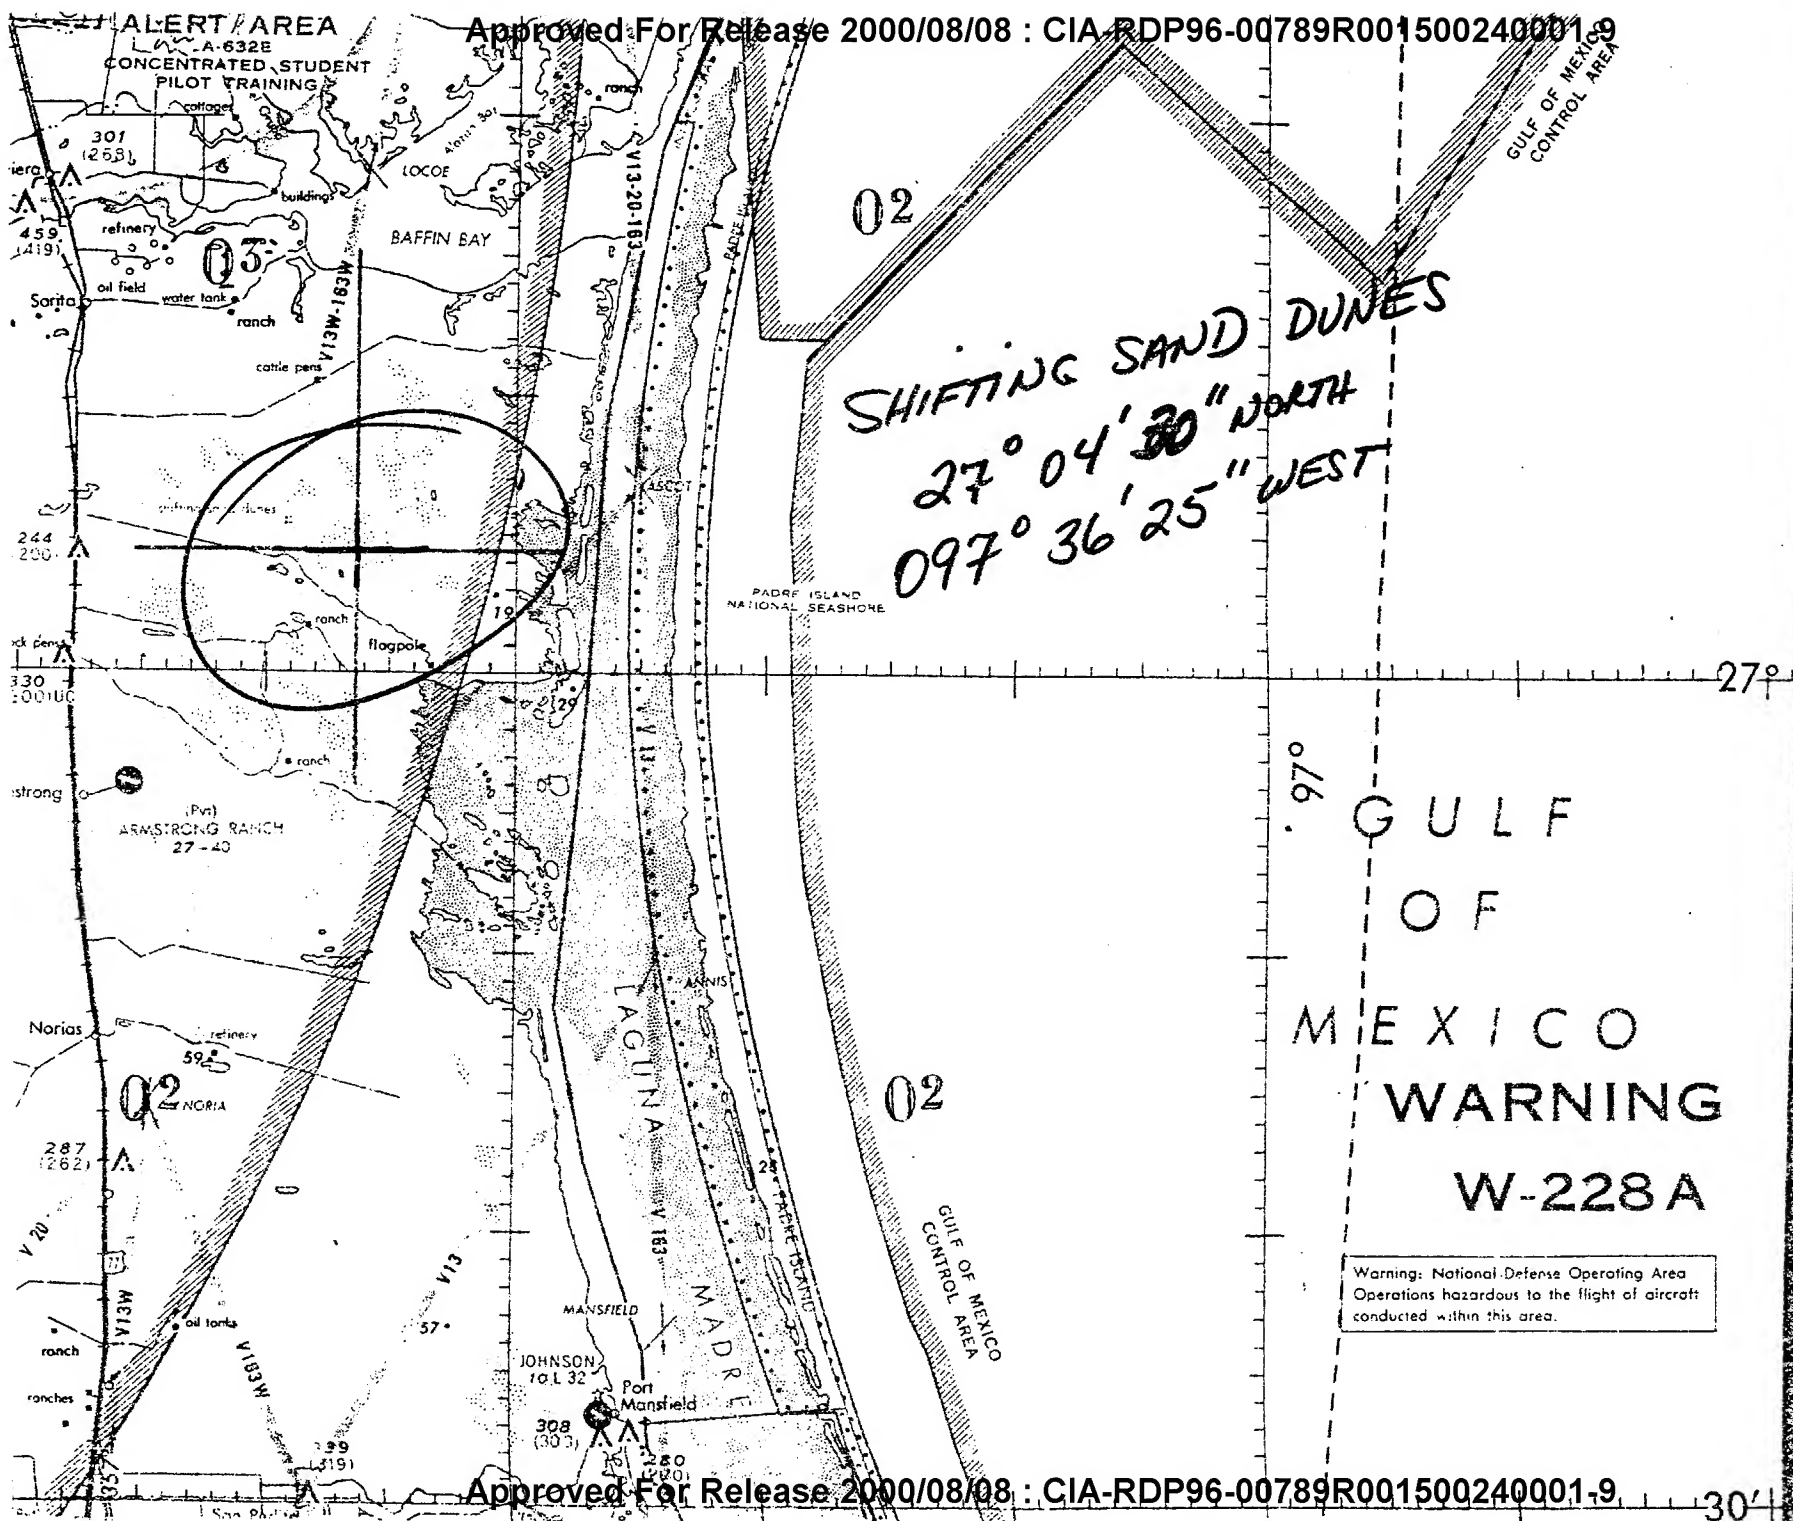 Approved For Release 2000/08/08 : CIA-RDP96-00789R001500240001-9
ALERT AREA
A-632E
CONCENTRATED STUDENT
PILOT TRAINING
cottages
301
(263)
LOCOE
ranch
buildings
BAFFIN BAY
459
(419)
refinery
03
oil field
Sarita
water tank
ranch
cattle pens
V13W-163W
V13-20-163
02
GULF OF MEXICO
CONTROL AREA
SHIFTING SAND DUNES
27° 04' 30" NORTH
097° 36' 25" WEST
ASCOT
244
PADRE ISLAND
NATIONAL SEASHORE
19
ranch
flagpole
330
27°
29
97°
ranch
(Pvt)
ARMSTRONG RANCH
27-40
GULF
OF
MEXICO
ANNIS
Norias
refinery
59
02
NORIA
LAGUNA
02
WARNING
W-228A
287
(262)
25
PADRE ISLAND
V 20
V13
V 163
GULF OF MEXICO
CONTROL AREA
Warning: National Defense Operating Area
Operations hazardous to the flight of aircraft
conducted within this area.
V13W
oil tanks
57
MANSFIELD
MADRE
ranch
V163W
JOHNSON
10 L 32
Port
Mansfield
ranches
308
(303)
(319)
Approved For Release 2000/08/08 : CIA-RDP96-00789R001500240001-9
30'